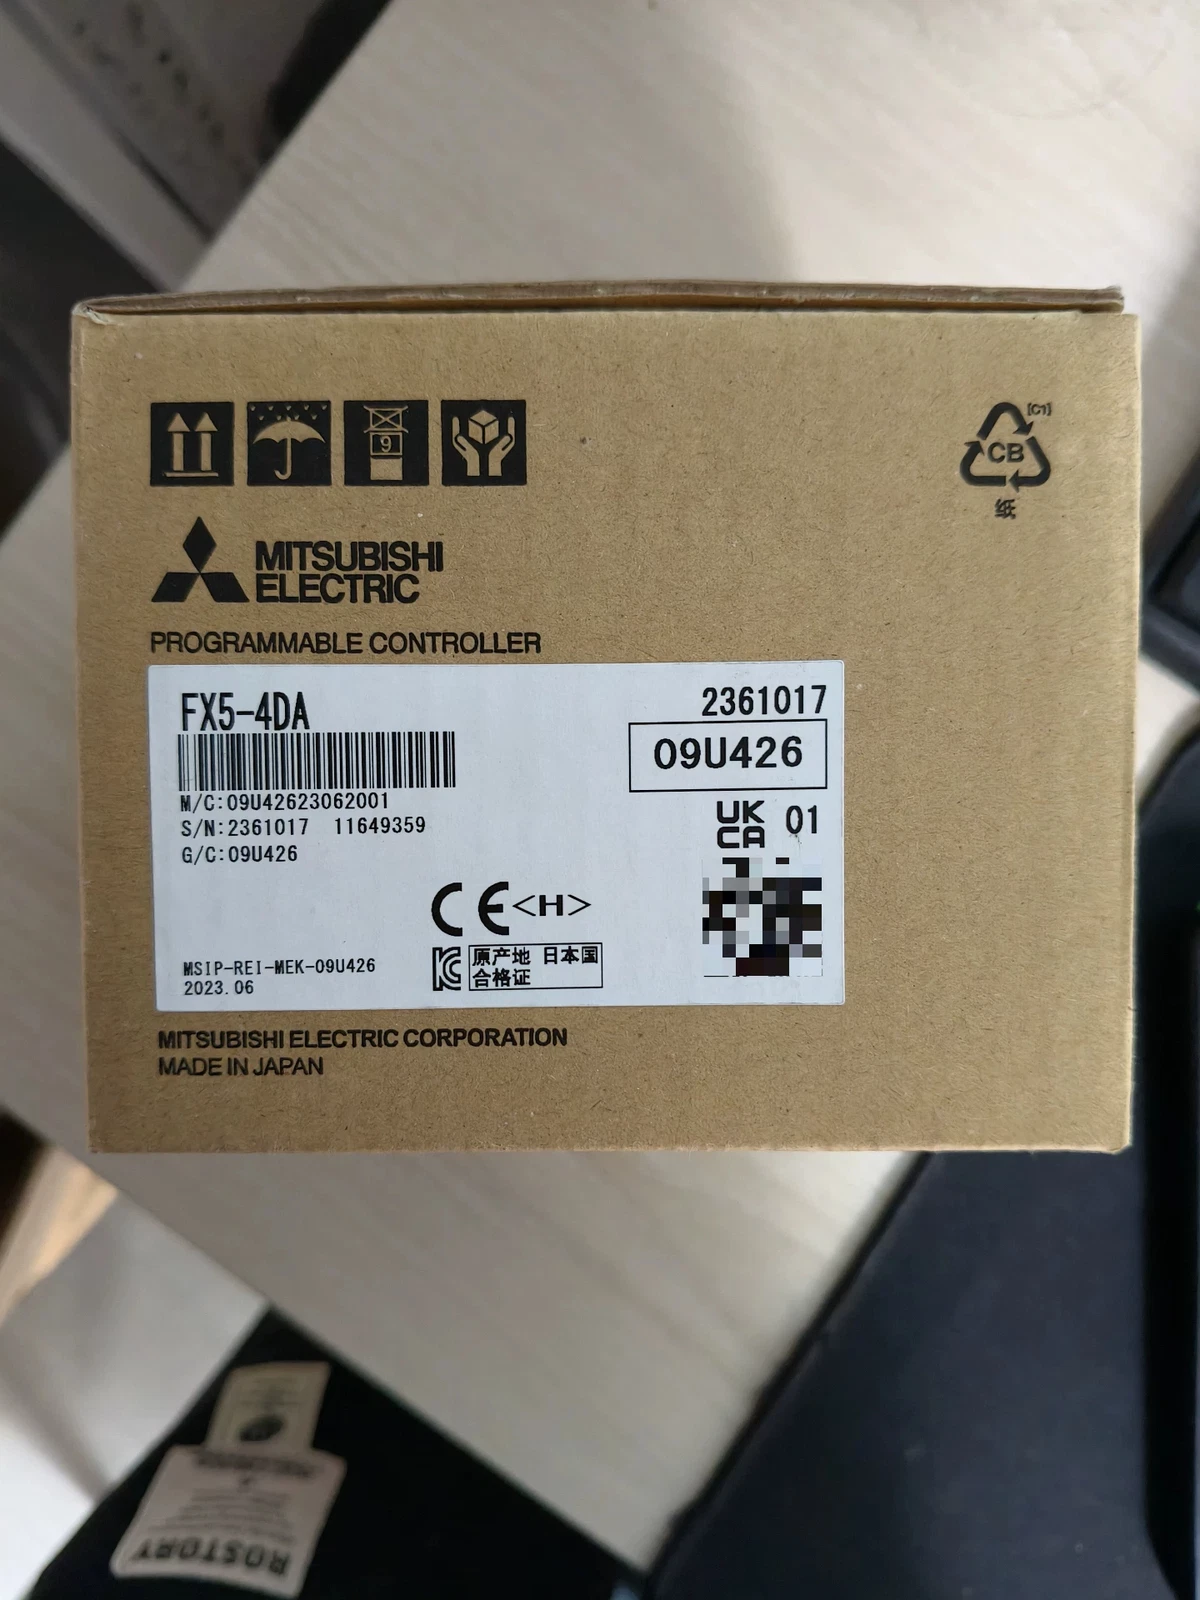 [C1]
CB
纸
9
MITSUBISHI
ELECTRIC
PROGRAMMABLE CONTROLLER
FX5-4DA
2361017
09U426
M/C:09U42623062001
S/N:2361017 11649359
G/C:09U426
UK
CA 01
CE <H>
MSIP-REI-MEK-09U426
2023.06
原产地 日本国
合格证
MITSUBISHI ELECTRIC CORPORATION
MADE IN JAPAN
ROSTORY